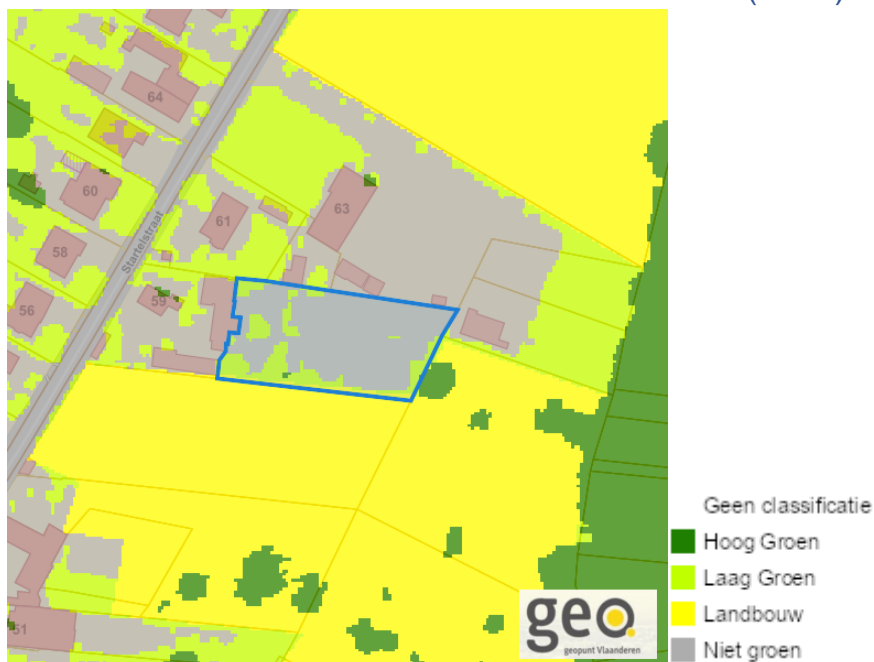 64
60
61
63
58
Startelstraat
59
56
51
Geen classificatie
Hoog Groen
Laag Groen
Landbouw
Niet groen
geo
geopunt Vlaanderen